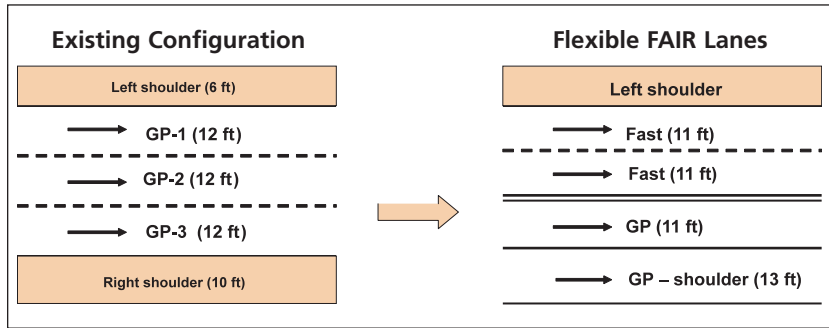 Existing Configuration
Left shoulder (6 ft)
GP-1 (12 ft)
GP-2 (12 ft)
GP-3 (12 ft)
Right shoulder (10 ft)
Flexible FAIR Lanes
Left shoulder
Fast (11 ft)
Fast (11 ft)
GP (11 ft)
GP – shoulder (13 ft)